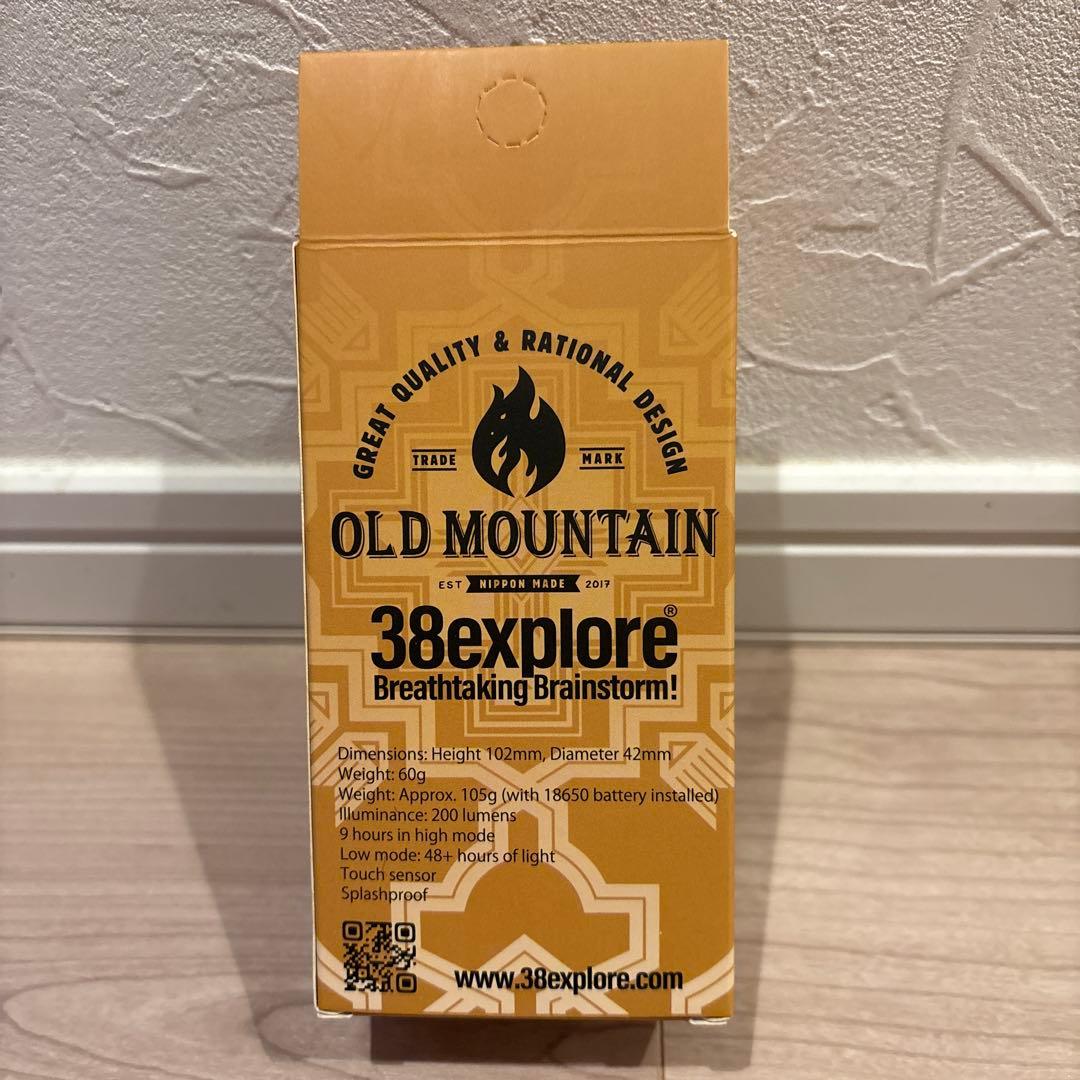 GREAT QUALITY & RATIONAL DESIGN
TRADE MARK
OLD MOUNTAIN
EST NIPPON MADE 2017
38explore®
Breathtaking Brainstorm!
Dimensions: Height 102mm, Diameter 42mm
Weight: 60g
Weight: Approx. 105g (with 18650 battery installed)
Illuminance: 200 lumens
9 hours in high mode
Low mode: 48+ hours of light
Touch sensor
Splashproof
www.38explore.com